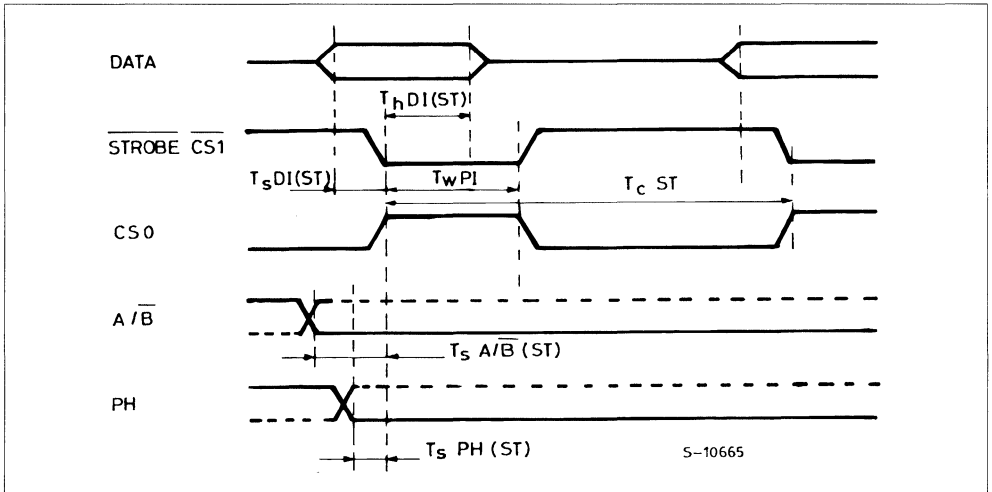 DATA
ThDI(ST)
STROBE CS1
TsDI(ST)
TwPI
Tc ST
CS0
A/B
Ts A/B (ST)
PH
Ts PH (ST)
S-10665